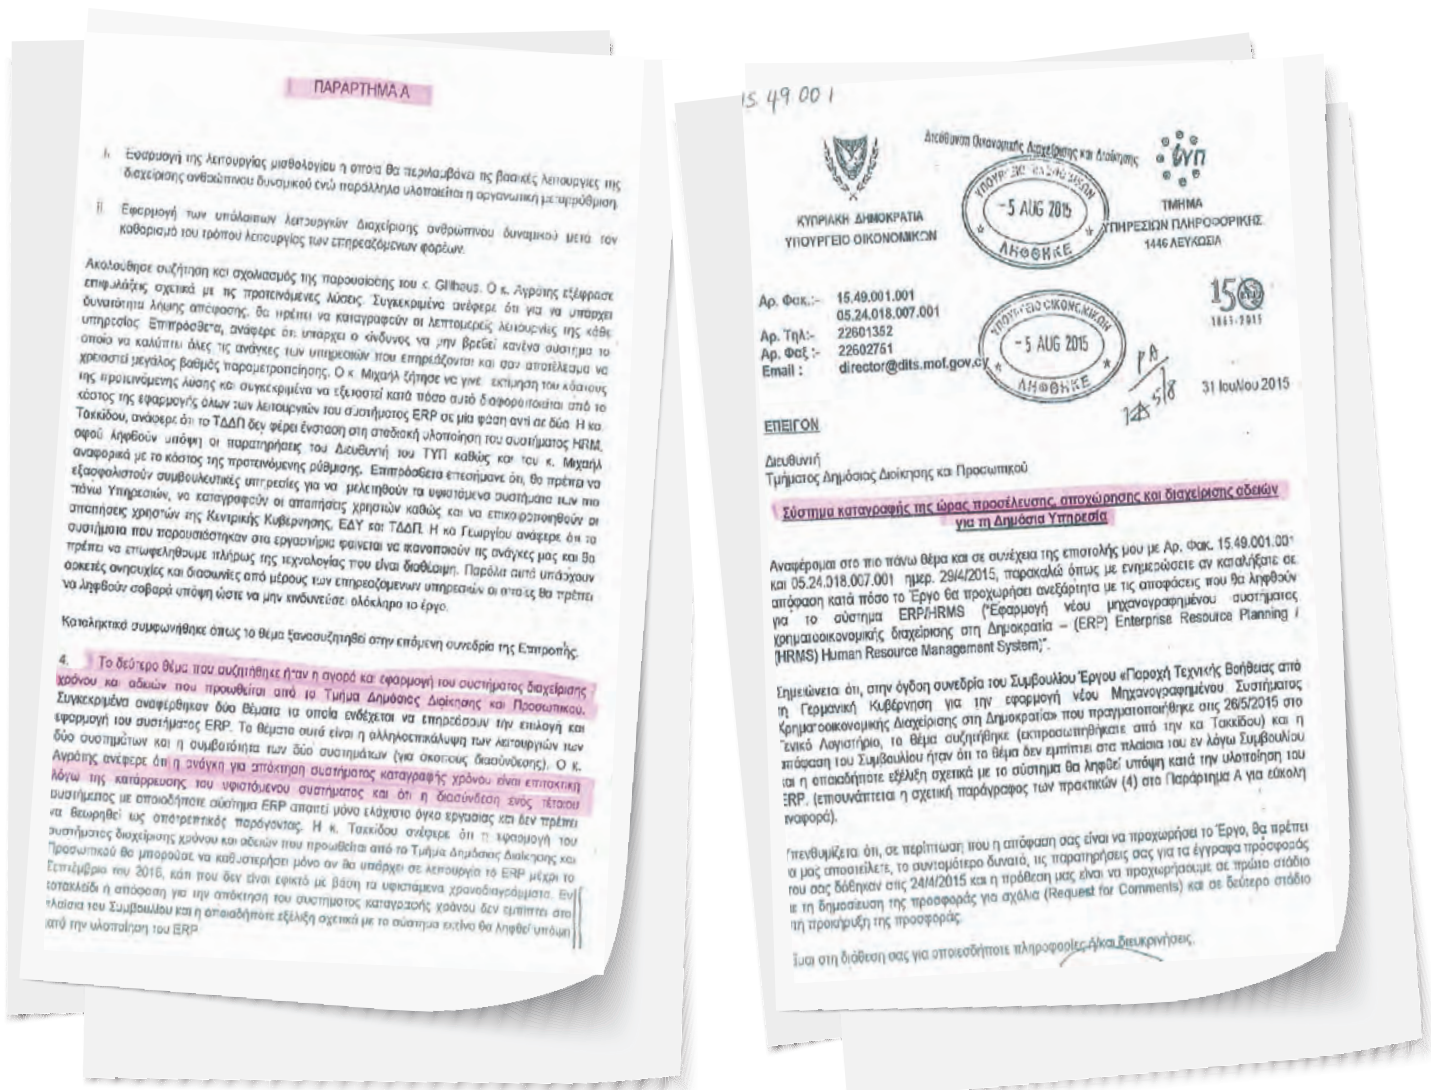 ΠΑΡΑΡΤΗΜΑ Α
i. Εφαρμογή της λειτουργίας μισθολογίου η οποία θα περιλαμβάνει τις βασικές λειτουργίες της
διαχείρισης ανθρώπινου δυναμικού ενώ παράλληλα υλοποιείται η οργανωτική μεταρρύθμιση.
ii. Εφαρμογή των υπόλοιπων λειτουργιών Διαχείρισης ανθρώπινου δυναμικού μετά τον
καθορισμό του τρόπου λειτουργίας των επηρεαζόμενων φορέων.
Ακολούθησε συζήτηση και σχολιασμός της παρουσίασης του κ. Ο κ. Αγρότης εξέφρασε
επιφυλάξεις σχετικά με τις προτεινόμενες λύσεις. Συγκεκριμένα ανέφερε ότι για να υπάρχει
δυνατότητα λήψης απόφασης, θα πρέπει να καταγραφούν οι λεπτομερείς λειτουργίες της κάθε
υπηρεσίας. Επιπρόσθετα, ανάφερε ότι υπάρχει ο κίνδυνος να μην βρεθεί κανένα σύστημα το
οποίο να καλύπτει όλες τις ανάγκες των υπηρεσιών που επηρεάζονται και σαν αποτέλεσμα να
χρειαστεί μεγάλος βαθμός παραμετροποίησης. Ο κ. Μιχαήλ ζήτησε να γίνει εκτίμηση του κόστους
της προτεινόμενης λύσης και συγκεκριμένα να εξεταστεί κατά πόσο αυτό διαφοροποιείται από το
κόστος της εφαρμογής όλων των λειτουργιών του συστήματος ERP σε μία φάση αντί σε δύο. Η κα
Τακκίδου, ανάφερε ότι το ΤΔΔΠ δεν φέρει ένσταση στη σταδιακή υλοποίηση του συστήματος HRM,
αφού ληφθούν υπόψη οι παρατηρήσεις του Διευθυντή του ΤΥΠ καθώς και του κ. Μιχαήλ
αναφορικά με το κόστος της προτεινόμενης ρύθμισης. Επιπρόσθετα επεσήμανε ότι, θα πρέπει να
εξασφαλιστούν συμβουλευτικές υπηρεσίες για να μελετηθούν τα υφιστάμενα συστήματα των πιο
πάνω Υπηρεσιών, να καταγραφούν οι απαιτήσεις χρηστών καθώς και να επικαιροποιηθούν οι
απαιτήσεις χρηστών της Κεντρικής Κυβέρνησης, ΕΔΥ και ΤΔΔΠ. Η κα Γεωργίου ανάφερε ότι τα
συστήματα που παρουσιάστηκαν στα εργαστήρια φαίνεται να ικανοποιούν τις ανάγκες μας και θα
πρέπει να επωφεληθούμε πλήρως της τεχνολογίας που είναι διαθέσιμη. Παρόλα αυτά υπάρχουν
αρκετές ανησυχίες και διαφωνίες από μέρους των επηρεαζόμενων υπηρεσιών οι οποίες θα πρέπει
να ληφθούν σοβαρά υπόψη ώστε να μην κινδυνεύσει ολόκληρο το έργο.
Καταληκτικά συμφωνήθηκε όπως το θέμα ξανασυζητηθεί στην επόμενη συνεδρία της Επιτροπής.
4. Το δεύτερο θέμα που συζητήθηκε ήταν η αγορά και εφαρμογή του συστήματος διαχείρισης
χρόνου και αδειών που προωθείται από το Τμήμα Δημόσιας Διοίκησης και Προσωπικού.
Συγκεκριμένα αναφέρθηκαν δύο θέματα τα οποία ενδέχεται να επηρεάσουν την επιλογή και
εφαρμογή του συστήματος ERP. Τα θέματα αυτά είναι η αλληλοεπικάλυψη των λειτουργιών των
δύο συστημάτων και η συμβατότητα των δύο συστημάτων (για σκοπούς διασύνδεσης). Ο κ.
Αγρότης ανέφερε ότι η ανάγκη για απόκτηση συστήματος καταγραφής χρόνου είναι επιτακτική
λόγω της κατάρρευσης του υφιστάμενου συστήματος και ότι η διασύνδεση ενός τέτοιου
συστήματος με οποιοδήποτε σύστημα ERP απαιτεί μόνο ελάχιστο όγκο εργασίας και δεν πρέπει
να θεωρηθεί ως αποτρεπτικός παράγοντας. Η κ. Τακκίδου ανέφερε ότι η εφαρμογή του
συστήματος διαχείρισης χρόνου και αδειών που προωθείται από το Τμήμα Δημόσιας Διοίκησης και
Προσωπικού θα μπορούσε να καθυστερήσει μόνο αν θα υπάρχει σε λειτουργία το ERP μέχρι το
Σεπτέμβριο του 2016, κάτι που δεν είναι εφικτό με βάση τα υφιστάμενα χρονοδιαγράμματα. Εν
κατακλείδι η απόφαση για την απόκτηση του συστήματος καταγραφής χρόνου δεν εμπίπτει στα
πλαίσια του Συμβουλίου και η οποιαδήποτε εξέλιξη σχετικά με το σύστημα εκείνο θα ληφθεί υπόψη
κατά την υλοποίηση του ERP
15.49.001
Διεύθυνση Οικονομικής Διαχείρισης και Διοίκησης
ΥΠΟΥΡΓΕΙΟ ΟΙΚΟΝΟΜΙΚΩΝ
-5 AUG 2015
ΛΗΦΘΗΚΕ
τυπ
ΚΥΠΡΙΑΚΗ ΔΗΜΟΚΡΑΤΙΑ
ΥΠΟΥΡΓΕΙΟ ΟΙΚΟΝΟΜΙΚΩΝ
ΤΜΗΜΑ
ΥΠΗΡΕΣΙΩΝ ΠΛΗΡΟΦΟΡΙΚΗΣ
1446 ΛΕΥΚΩΣΙΑ
Αρ. Φακ.:- 15.49.001.001
05.24.018.007.001
Αρ. Τηλ:- 22601352
Αρ. Φαξ :- 22602751
Email : director@dits.mof.gov.cy
ΥΠΟΥΡΓΕΙΟ ΟΙΚΟΝΟΜΙΚΩΝ
-5 AUG 2015
ΛΗΦΘΗΚΕ
150
1865-2015
5/8
31 Ιουλίου 2015
ΕΠΕΙΓΟΝ
Διευθυντή
Τμήματος Δημόσιας Διοίκησης και Προσωπικού
Σύστημα καταγραφής της ώρας προσέλευσης, αποχώρησης και διαχείρισης αδειών
για τη Δημόσια Υπηρεσία
Αναφέρομαι στο πιο πάνω θέμα και σε συνέχεια της επιστολής μου με Αρ. Φακ. 15.49.001.001
και 05.24.018.007.001 ημερ. 29/4/2015, παρακαλώ όπως με ενημερώσεις αν καταλήξατε σε
απόφαση κατά πόσο το Έργο θα προχωρήσει ανεξάρτητα με τις αποφάσεις που θα ληφθούν
για το σύστημα ERP/HRMS ("Εφαρμογή νέου μηχανογραφημένου συστήματος
χρηματοοικονομικής διαχείρισης στη Δημοκρατία – (ERP) Enterprise Resource Planning /
(HRMS) Human Resource Management System)".
Σημειώνεται ότι, στην όγδοη συνεδρία του Συμβουλίου Έργου «Παροχή Τεχνικής Βοήθειας από
τη Γερμανική Κυβέρνηση για την εφαρμογή νέου Μηχανογραφημένου Συστήματος
Χρηματοοικονομικής Διαχείρισης στη Δημοκρατία» που πραγματοποιήθηκε στις 26/5/2015 στο
Γενικό Λογιστήριο, το θέμα συζητήθηκε (εκπροσωπηθήκατε από την κα Τακκίδου) και η
απόφαση του Συμβουλίου ήταν ότι το θέμα δεν εμπίπτει στα πλαίσια του εν λόγω Συμβουλίου
και η οποιαδήποτε εξέλιξη σχετικά με το σύστημα θα ληφθεί υπόψη κατά την υλοποίηση του
ERP. (επισυνάπτεται η σχετική παράγραφος των πρακτικών (4) στο Παράρτημα Α για εύκολη
αναφορά).
Υπενθυμίζεται ότι, σε περίπτωση που η απόφαση σας είναι να προχωρήσει το Έργο, θα πρέπει
να μας αποστείλετε, το συντομότερο δυνατό, τις παρατηρήσεις σας για τα έγγραφα προσφοράς
που σας δόθηκαν στις 24/4/2015 και η πρόθεση μας είναι να προχωρήσουμε σε πρώτο στάδιο
με τη δημοσίευση της προσφοράς για σχόλια (Request for Comments) και σε δεύτερο στάδιο
στη προκήρυξη της προσφοράς.
Είμαι στη διάθεση σας για οποιεσδήποτε πληροφορίες ή/και διευκρινήσεις.